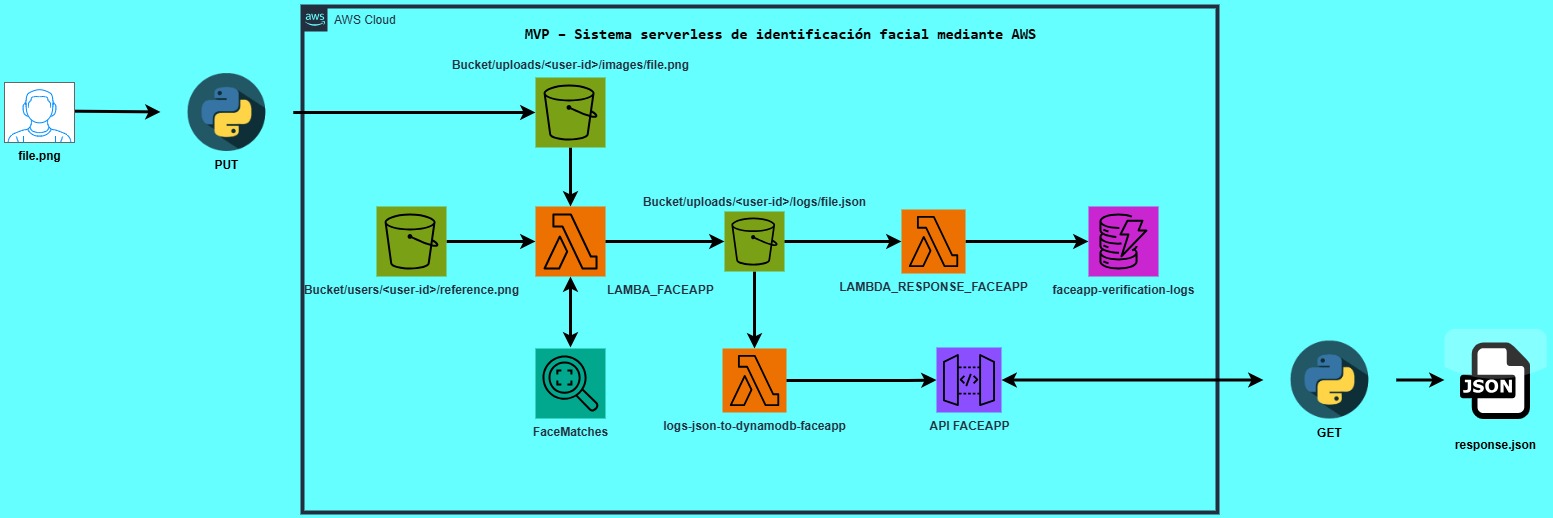 aws
AWS Cloud
MVP – Sistema serverless de identificación facial mediante AWS
Bucket/uploads/<user-id>/images/file.png
file.png
PUT
Bucket/uploads/<user-id>/logs/file.json
Bucket/users/<user-id>/reference.png
LAMBA_FACEAPP
LAMBDA_RESPONSE_FACEAPP
faceapp-verification-logs
</>
JSON
FaceMatches
logs-json-to-dynamodb-faceapp
API FACEAPP
GET
response.json